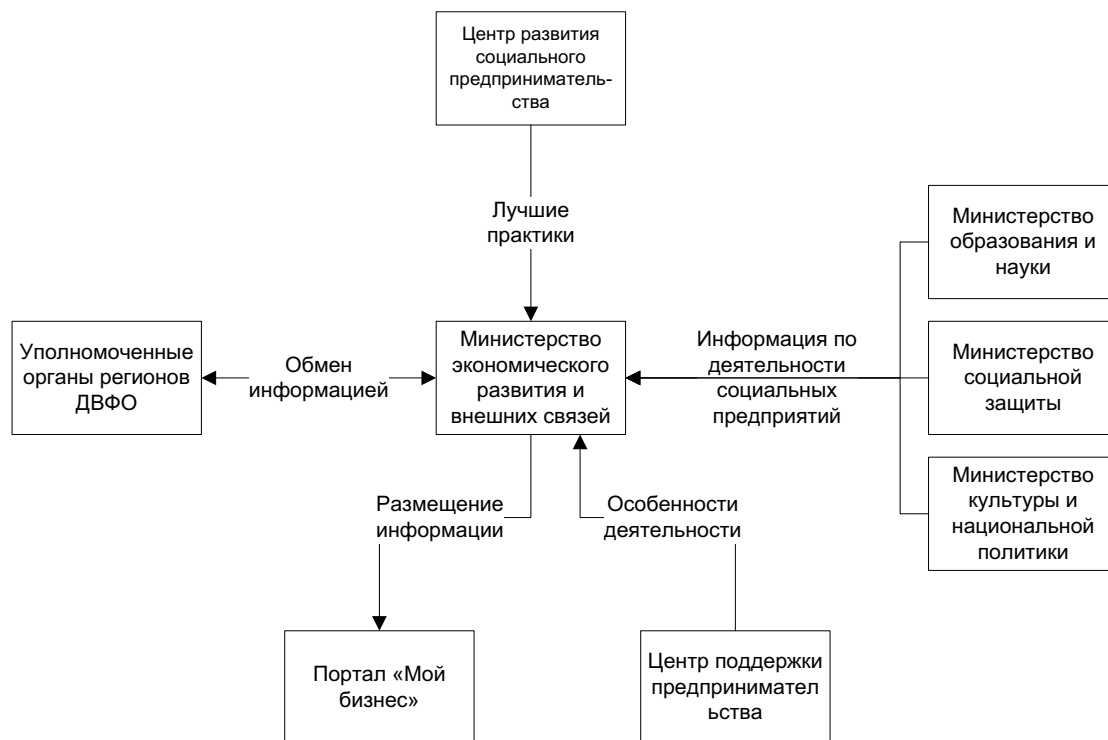 Центр развития
социального
предприниматель-
ства
Лучшие
практики
Министерство
образования и
науки
Уполномоченные
органы регионов
ДВФО
Обмен
информацией
Министерство
экономического
развития и
внешних связей
Информация по
деятельности
социальных
предприятий
Министерство
социальной
защиты
Министерство
культуры и
национальной
политики
Размещение
информации
Особенности
деятельности
Портал «Мой
бизнес»
Центр поддержки
предпринимател
ьства